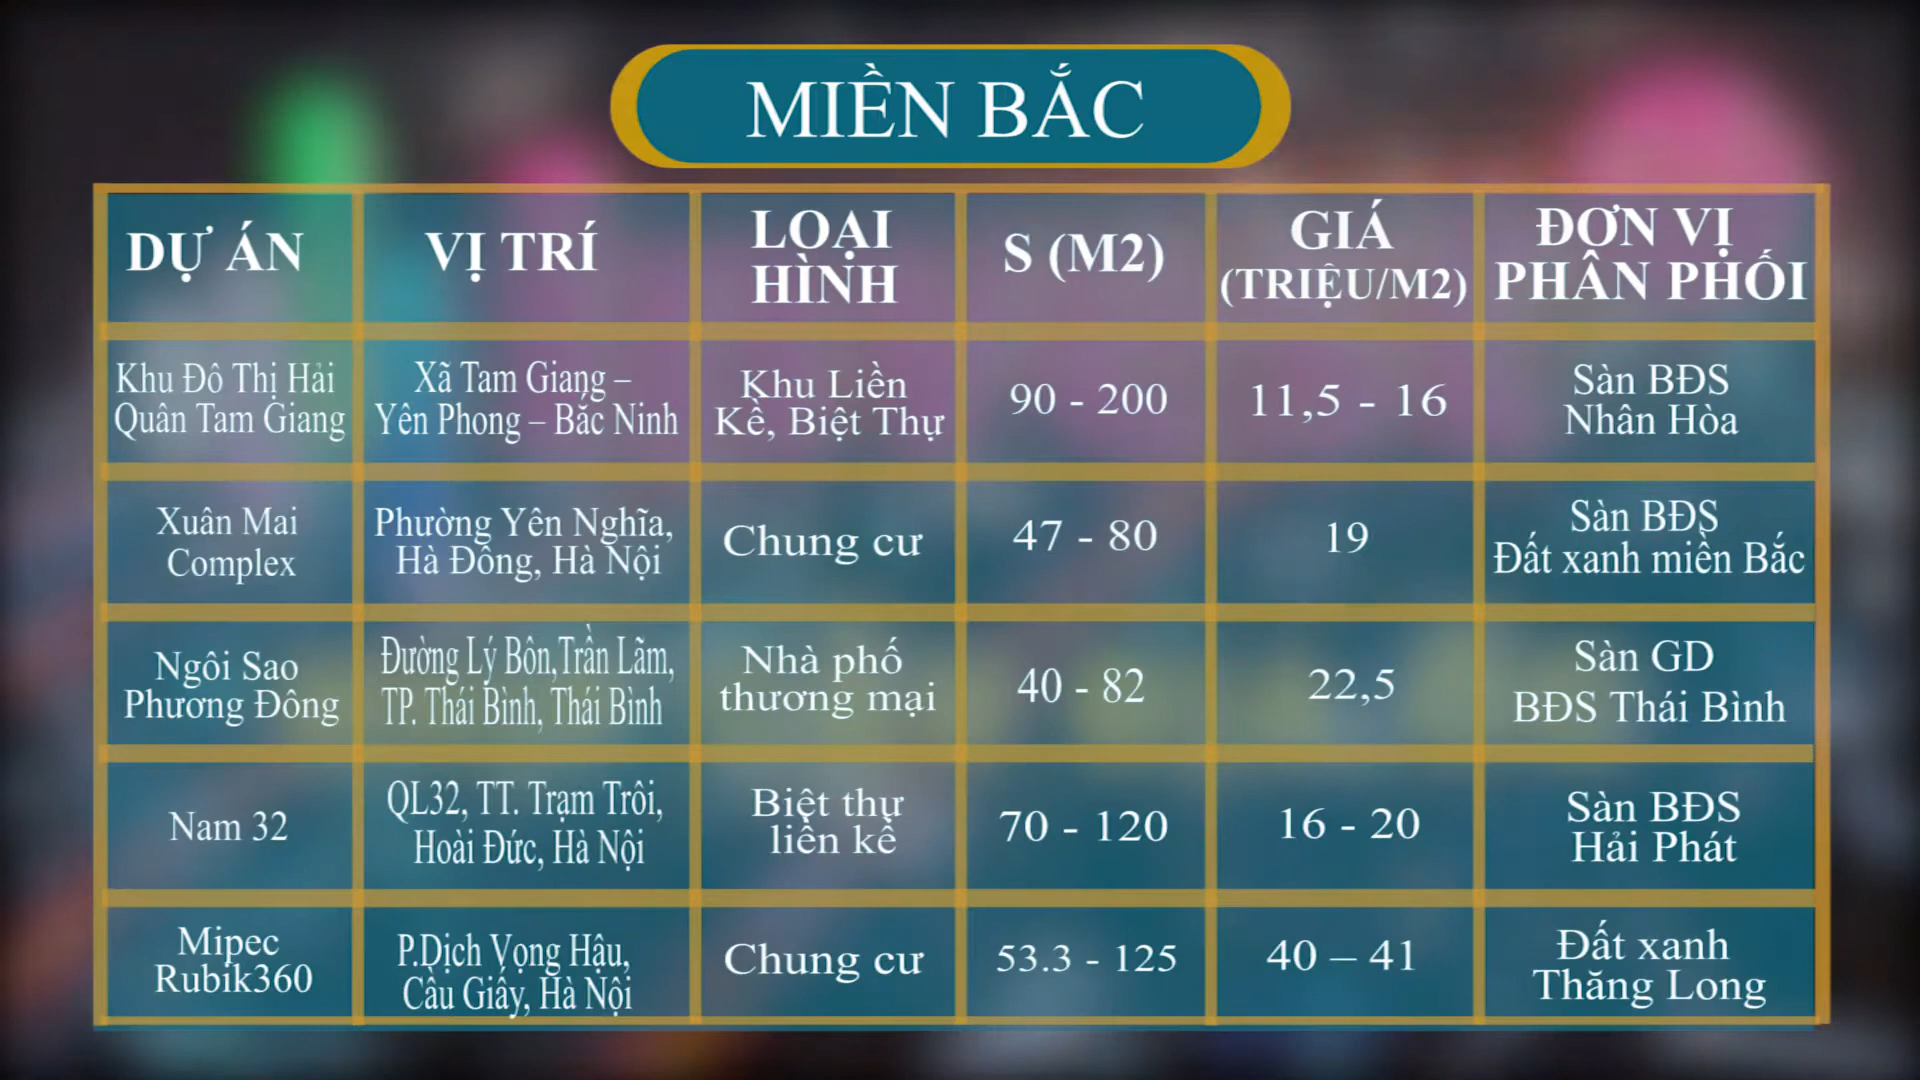 MIỀN BẮC
DỰ ÁN
VỊ TRÍ
LOẠI
HÌNH
S (M2)
GIÁ
(TRIỆU/M2)
ĐƠN VỊ
PHÂN PHỐI
Khu Đô Thị Hải
Quân Tam Giang
Xã Tam Giang –
Yên Phong – Bắc Ninh
Khu Liền
Kề, Biệt Thự
90 - 200
11,5 - 16
Sàn BĐS
Nhân Hòa
Xuân Mai
Complex
Phường Yên Nghĩa,
Hà Đông, Hà Nội
Chung cư
47 - 80
19
Sàn BĐS
Đất xanh miền Bắc
Ngôi Sao
Phương Đông
Đường Lý Bôn,Trần Lãm,
TP. Thái Bình, Thái Bình
Nhà phố
thương mại
40 - 82
22,5
Sàn GD
BĐS Thái Bình
Nam 32
QL32, TT. Trạm Trôi,
Hoài Đức, Hà Nội
Biệt thự
liền kề
70 - 120
16 - 20
Sàn BĐS
Hải Phát
Mipec
Rubik360
P.Dịch Vọng Hậu,
Cầu Giấy, Hà Nội
Chung cư
53.3 - 125
40 – 41
Đất xanh
Thăng Long